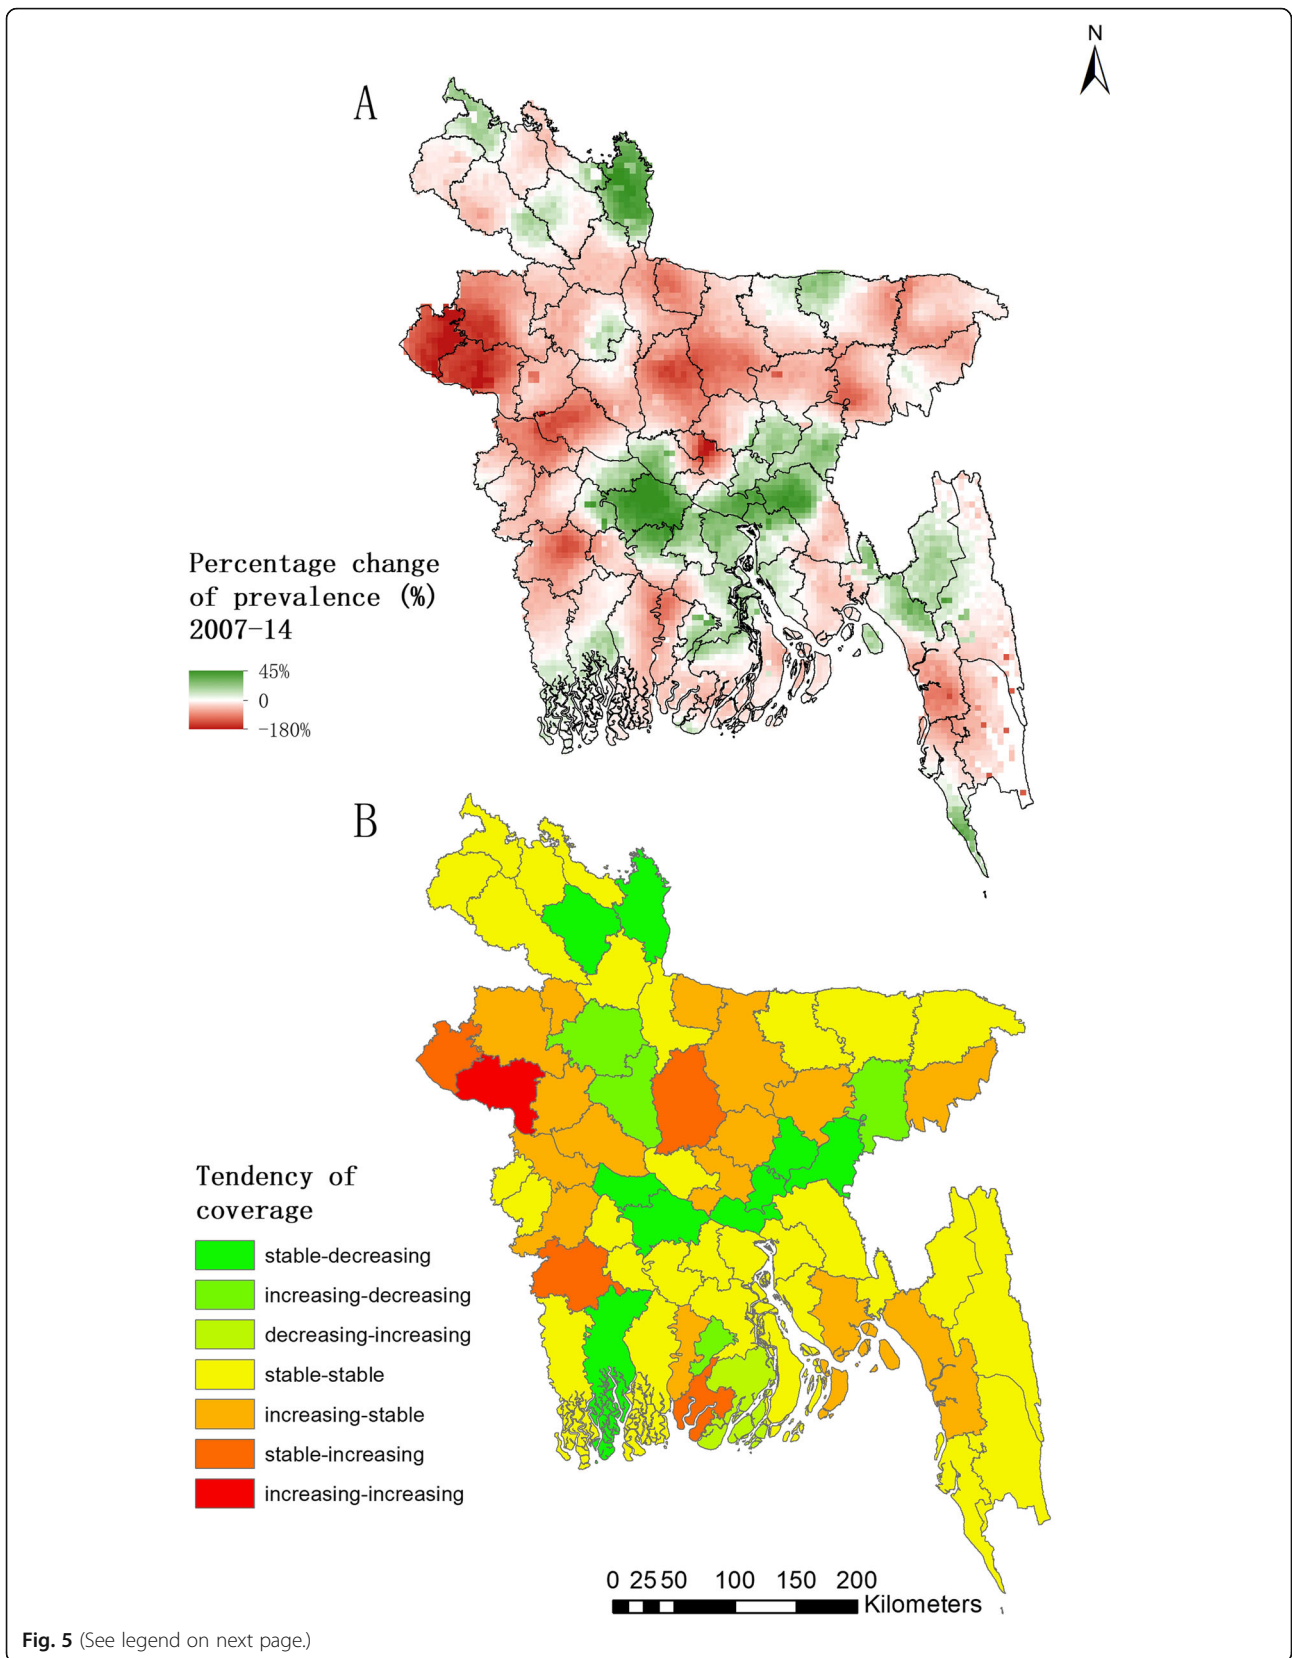 N
A
Percentage change
of prevalence (%)
2007-14
45%
0
-180%
B
Tendency of
coverage
stable-decreasing
increasing-decreasing
decreasing-increasing
stable-stable
increasing-stable
stable-increasing
increasing-increasing
0 25 50 100 150 200
Kilometers
Fig. 5 (See legend on next page.)